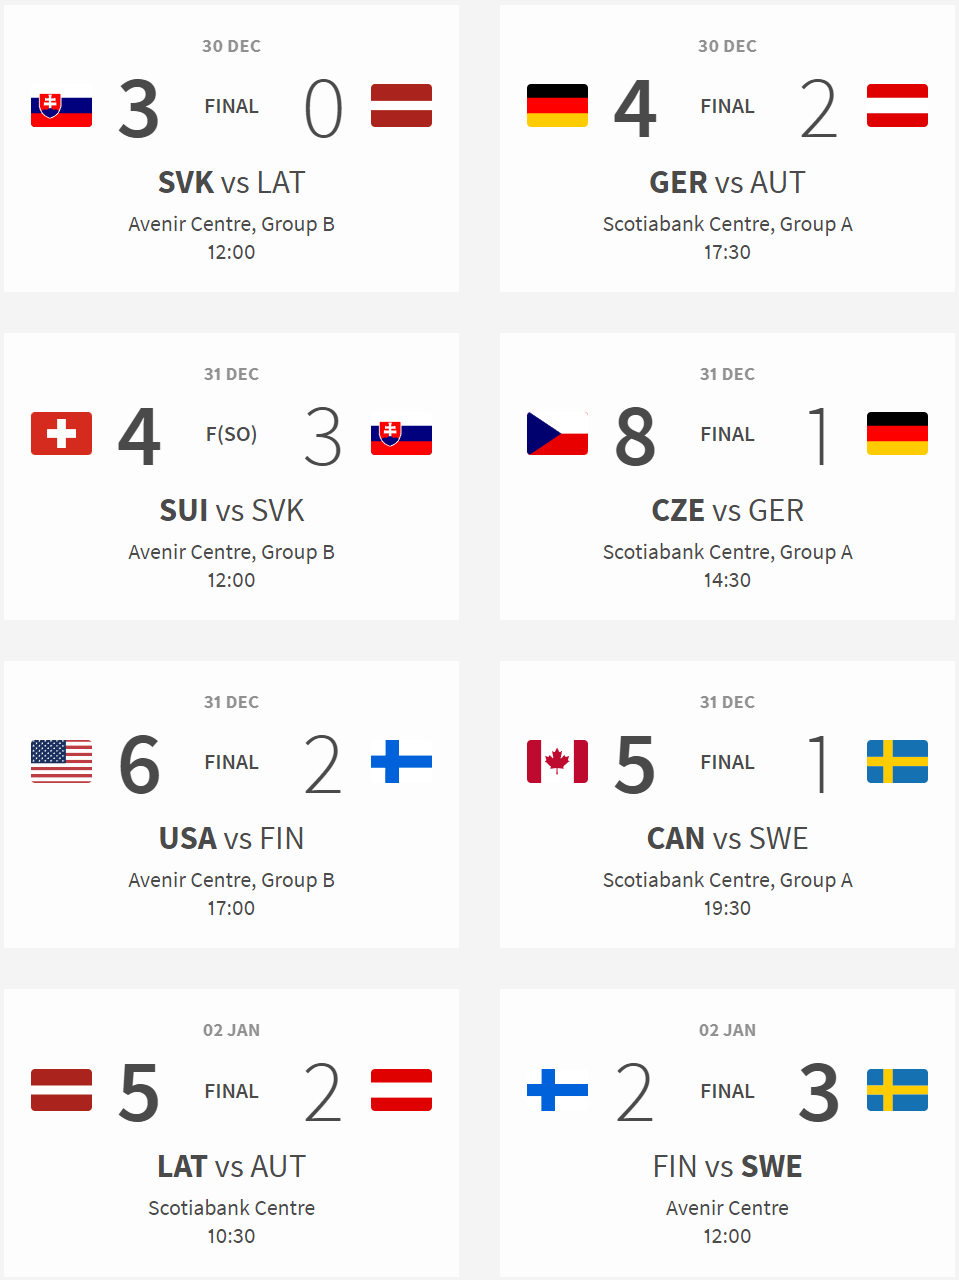 30 DEC
3 FINAL 0
SVK vs LAT
Avenir Centre, Group B
12:00
30 DEC
4 FINAL 2
GER vs AUT
Scotiabank Centre, Group A
17:30
31 DEC
4 F(SO) 3
SUI vs SVK
Avenir Centre, Group B
12:00
31 DEC
8 FINAL 1
CZE vs GER
Scotiabank Centre, Group A
14:30
31 DEC
6 FINAL 2
USA vs FIN
Avenir Centre, Group B
17:00
31 DEC
5 FINAL 1
CAN vs SWE
Scotiabank Centre, Group A
19:30
02 JAN
5 FINAL 2
LAT vs AUT
Scotiabank Centre
10:30
02 JAN
2 FINAL 3
FIN vs SWE
Avenir Centre
12:00